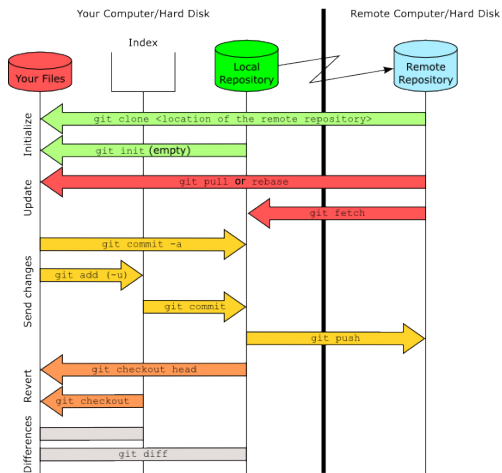 Your Computer/Hard Disk
Remote Computer/Hard Disk
Index
Your Files
Local
Repository
Remote
Repository
Initialize
git clone <location of the remote repository>
git init (empty)
Update
git pull or rebase
git fetch
Send changes
git commit -a
git add (-u)
git commit
git push
Revert
git checkout head
git checkout
Differences
git diff